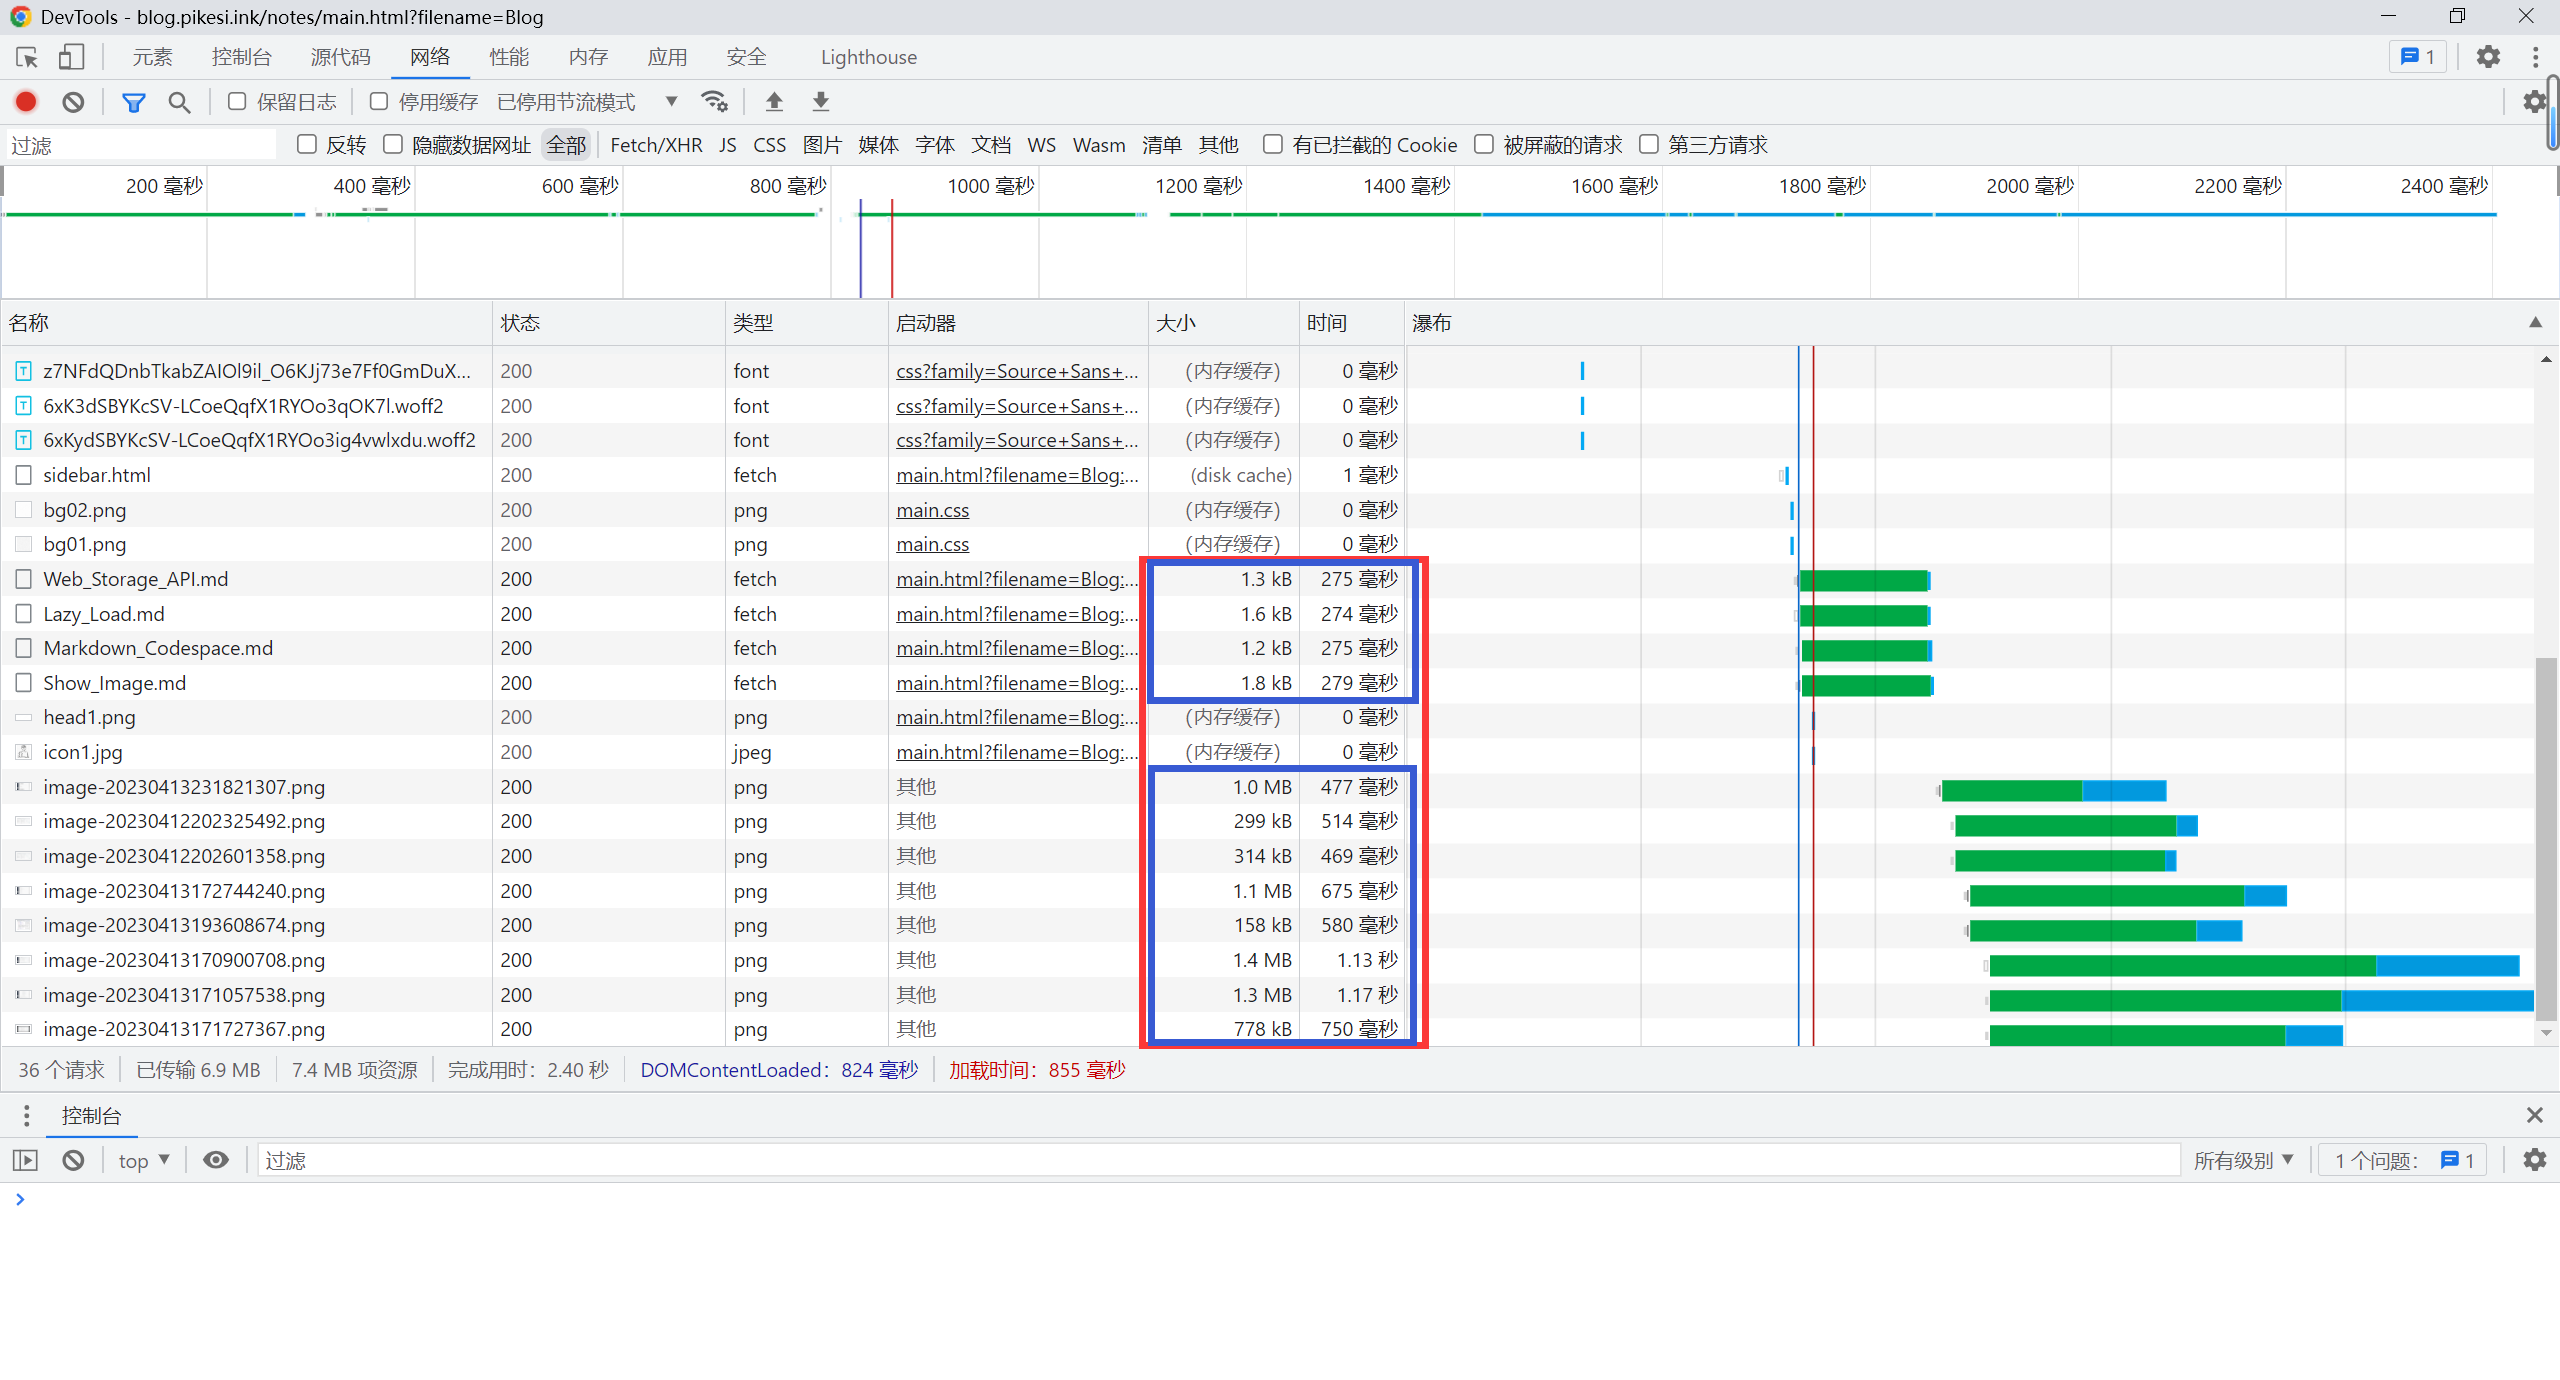 DevTools - blog.pikesi.ink/notes/main.html?filename=Blog
元素 控制台 源代码 网络 性能 内存 应用 安全 Lighthouse 1
保留日志 停用缓存 已停用节流模式
过滤 反转 隐藏数据网址 全部 Fetch/XHR JS CSS 图片 媒体 字体 文档 WS Wasm 清单 其他 有已拦截的 Cookie 被屏蔽的请求 第三方请求
200 毫秒 400 毫秒 600 毫秒 800 毫秒 1000 毫秒 1200 毫秒 1400 毫秒 1600 毫秒 1800 毫秒 2000 毫秒 2200 毫秒 2400 毫秒
名称 状态 类型 启动器 大小 时间 瀑布
z7NFdQDnbTkabZAIOl9il_O6KJj73e7Ff0GmDuX... 200 font css?family=Source+Sans+... (内存缓存) 0 毫秒
6xK3dSBYKcSV-LCoeQqfX1RYOo3qOK7l.woff2 200 font css?family=Source+Sans+... (内存缓存) 0 毫秒
6xKydSBYKcSV-LCoeQqfX1RYOo3ig4vwlxdu.woff2 200 font css?family=Source+Sans+... (内存缓存) 0 毫秒
sidebar.html 200 fetch main.html?filename=Blog:... (disk cache) 1 毫秒
bg02.png 200 png main.css (内存缓存) 0 毫秒
bg01.png 200 png main.css (内存缓存) 0 毫秒
Web_Storage_API.md 200 fetch main.html?filename=Blog:... 1.3 kB 275 毫秒
Lazy_Load.md 200 fetch main.html?filename=Blog:... 1.6 kB 274 毫秒
Markdown_Codespace.md 200 fetch main.html?filename=Blog:... 1.2 kB 275 毫秒
Show_Image.md 200 fetch main.html?filename=Blog:... 1.8 kB 279 毫秒
head1.png 200 png main.html?filename=Blog:... (内存缓存) 0 毫秒
icon1.jpg 200 jpeg main.html?filename=Blog:... (内存缓存) 0 毫秒
image-20230413231821307.png 200 png 其他 1.0 MB 477 毫秒
image-20230412202325492.png 200 png 其他 299 kB 514 毫秒
image-20230412202601358.png 200 png 其他 314 kB 469 毫秒
image-20230413172744240.png 200 png 其他 1.1 MB 675 毫秒
image-20230413193608674.png 200 png 其他 158 kB 580 毫秒
image-20230413170900708.png 200 png 其他 1.4 MB 1.13 秒
image-20230413171057538.png 200 png 其他 1.3 MB 1.17 秒
image-20230413171727367.png 200 png 其他 778 kB 750 毫秒
36 个请求 已传输 6.9 MB 7.4 MB 项资源 完成用时：2.40 秒 DOMContentLoaded：824 毫秒 加载时间：855 毫秒
控制台
top 过滤 所有级别 1 个问题： 1